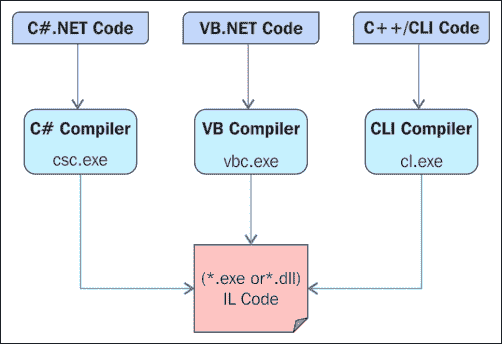 C#.NET Code
VB.NET Code
C++/CLI Code
C# Compiler
csc.exe
VB Compiler
vbc.exe
CLI Compiler
cl.exe
(*.exe or*.dll)
IL Code